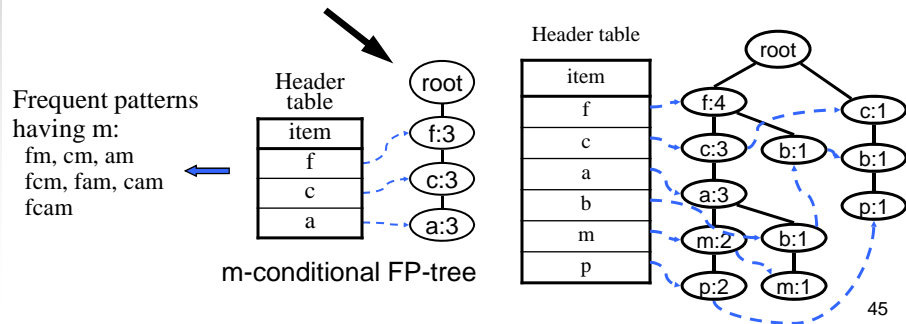 Frequent patterns
having m:
fm, cm, am
fcm, fam, cam
fcam
Header
table
item
f
c
a
root
f:3
c:3
a:3
m-conditional FP-tree
Header table
item
f
c
a
b
m
p
root
f:4
c:1
c:3
b:1
b:1
a:3
p:1
m:2
b:1
p:2
m:1
45